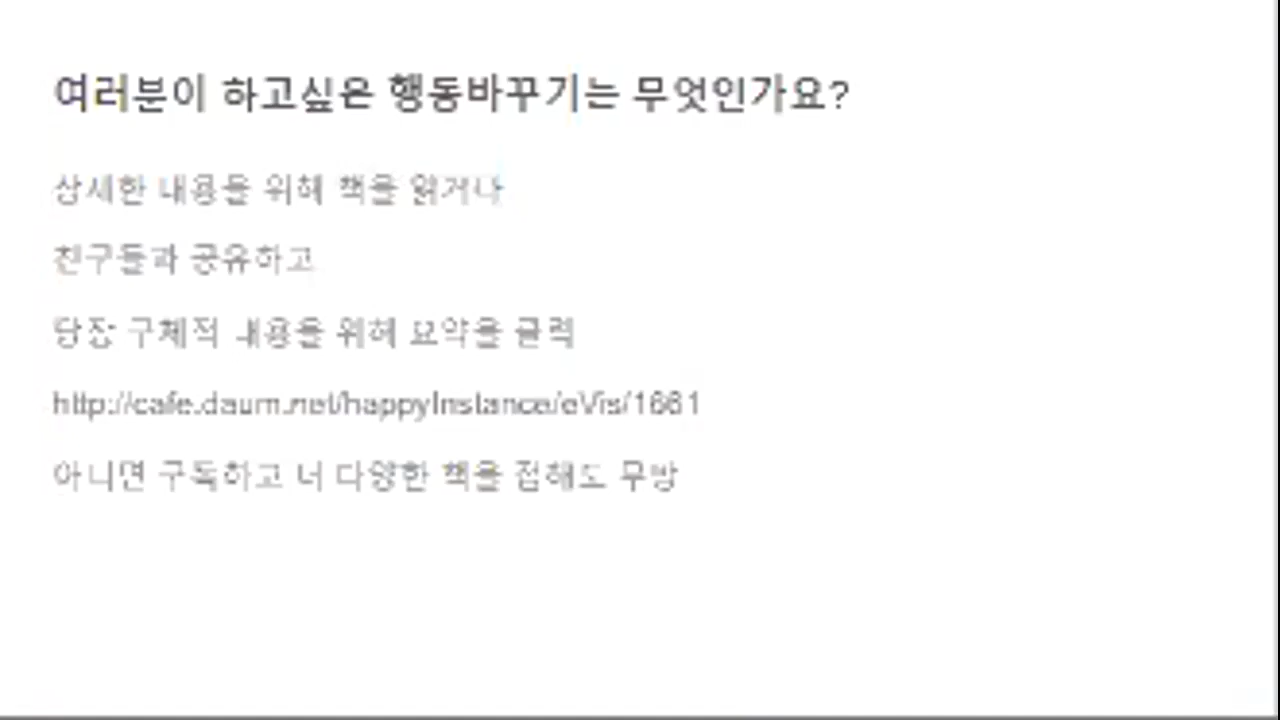 여러분이 하고싶은 행동바꾸기는 무엇인가요?
상세한 내용을 위해 책을 읽거나
친구들과 공유하고
당장 구체적 내용을 위해 요약을 클릭
http://cafe.daum.net/happyInstance/eVis/1661
아니면 구독하고 더 다양한 책을 접해도 무방